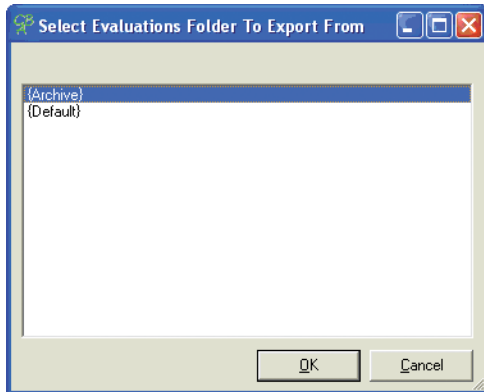 Select Evaluations Folder To Export From
{Archive}
{Default}
OK
Cancel